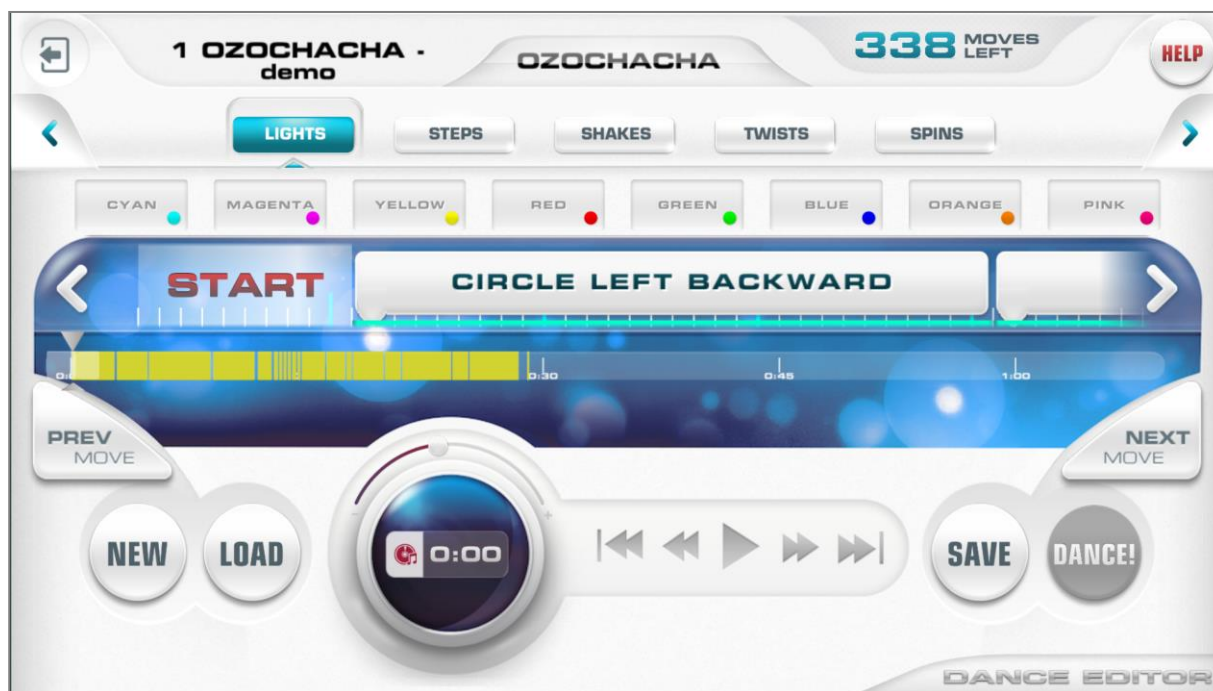 1 OZOCHACHA -
demo
OZOCHACHA
338 MOVES
LEFT
HELP
LIGHTS STEPS SHAKES TWISTS SPINS
CYAN MAGENTA YELLOW RED GREEN BLUE ORANGE PINK
START CIRCLE LEFT BACKWARD
0:30 0:45 1:00
PREV
MOVE
NEXT
MOVE
NEW LOAD
- +
0:00
SAVE DANCE!
DANCE EDITOR